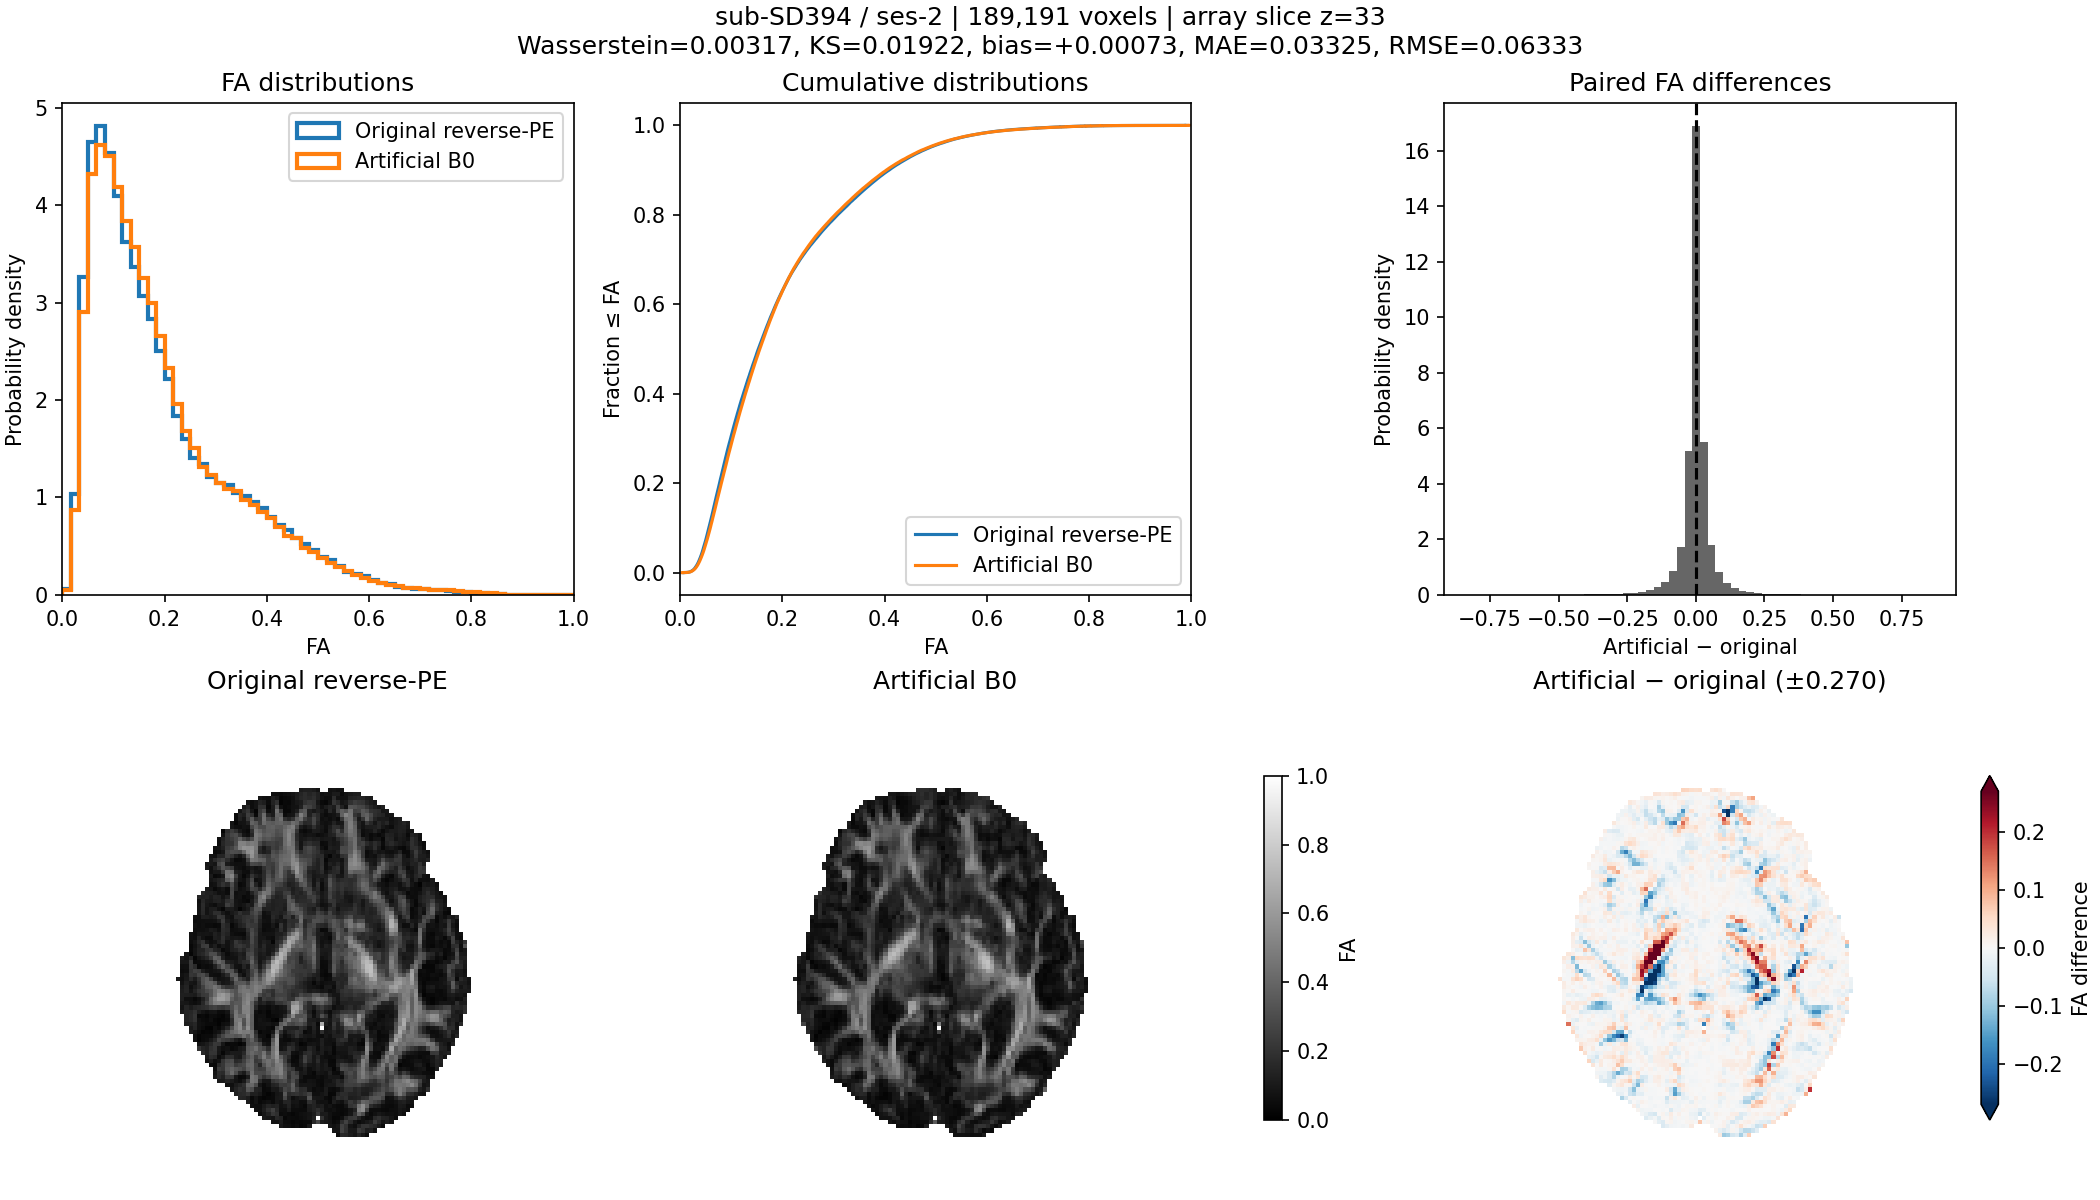 sub-SD394 / ses-2 | 189,191 voxels | array slice z=33
Wasserstein=0.00317, KS=0.01922, bias=+0.00073, MAE=0.03325, RMSE=0.06333
FA distributions
Probability density
5
4
3
2
1
0
0.0 0.2 0.4 0.6 0.8 1.0
FA
Original reverse-PE
Artificial B0
Cumulative distributions
Fraction ≤ FA
1.0
0.8
0.6
0.4
0.2
0.0
0.0 0.2 0.4 0.6 0.8 1.0
FA
Original reverse-PE
Artificial B0
Paired FA differences
Probability density
16
14
12
10
8
6
4
2
0
−0.75 −0.50 −0.25 0.00 0.25 0.50 0.75
Artificial − original
Original reverse-PE
Artificial B0
1.0
0.8
0.6
0.4
0.2
0.0
FA
Artificial − original (±0.270)
0.2
0.1
0.0
−0.1
−0.2
FA difference